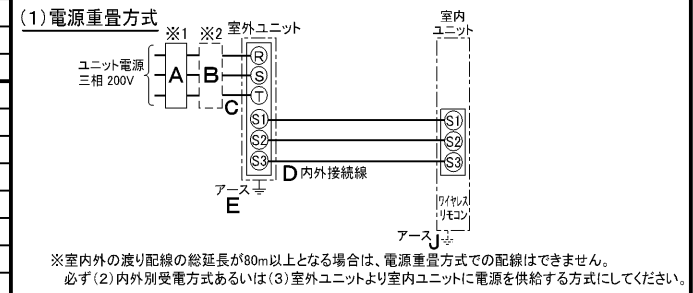 (1)電源重畳方式
※1 ※2 室外ユニット
室内
ユニット
ユニット電源
三相 200V
A
B
C
R
S
T
S1
S2
S3
S1
S2
S3
D 内外接続線
アース
E
ワイヤレス
リモコン
アース J
※室内外の渡り配線の総延長が80m以上となる場合は、電源重畳方式での配線はできません。
必ず(2)内外別受電方式あるいは(3)室外ユニットより室内ユニットに電源を供給する方式にしてください。